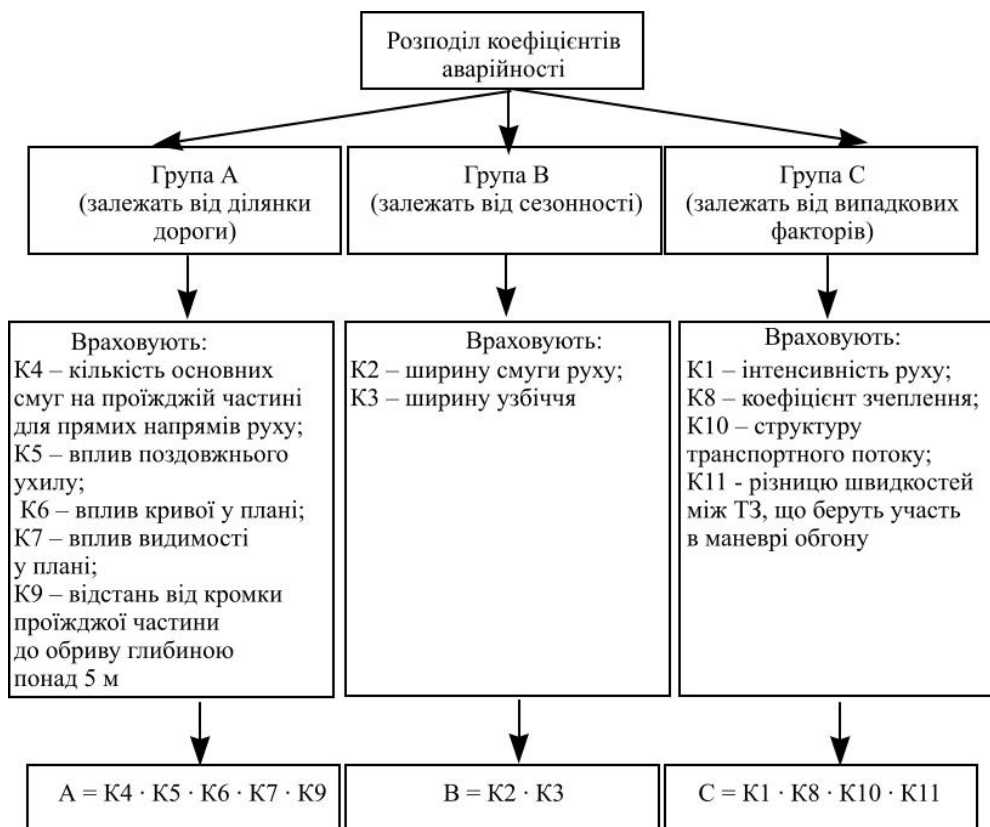 Розподіл коефіцієнтів
аварійності
Група А
(залежать від ділянки
дороги)
Група В
(залежать від сезонності)
Група С
(залежать від випадкових
факторів)
Враховують:
К4 – кількість основних
смуг на проїжджій частині
для прямих напрямів руху;
К5 – вплив поздовжнього
ухилу;
К6 – вплив кривої у плані;
К7 – вплив видимості
у плані;
К9 – відстань від кромки
проїжджої частини
до обриву глибиною
понад 5 м
Враховують:
К2 – ширину смуги руху;
К3 – ширину узбіччя
Враховують:
К1 – інтенсивність руху;
К8 – коефіцієнт зчеплення;
К10 – структуру
транспортного потоку;
К11 - різницю швидкостей
між ТЗ, що беруть участь
в маневрі обгону
А = К4 · К5 · К6 · К7 · К9
В = К2 · К3
С = К1 · К8 · К10 · К11